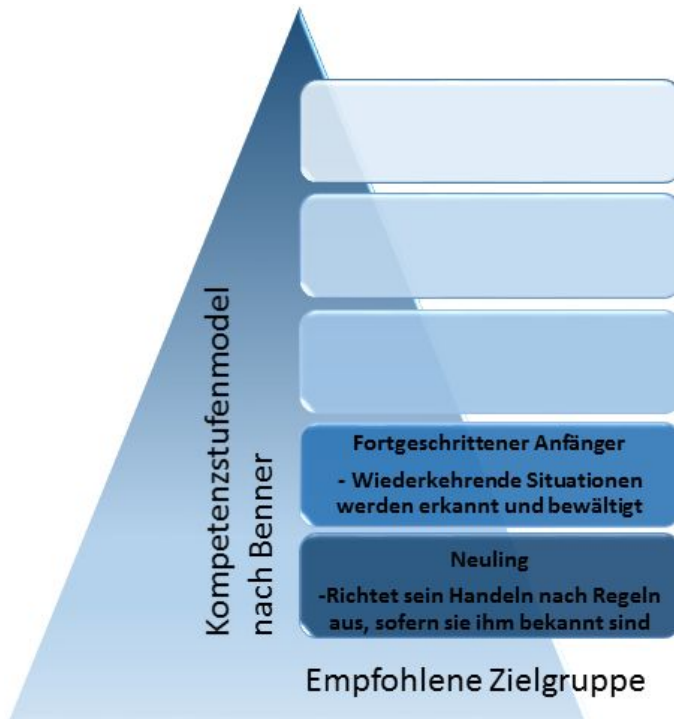 Kompetenzstufenmodel
nach Benner
Fortgeschrittener Anfänger
- Wiederkehrende Situationen
werden erkannt und bewältigt
Neuling
-Richtet sein Handeln nach Regeln
aus, sofern sie ihm bekannt sind
Empfohlene Zielgruppe